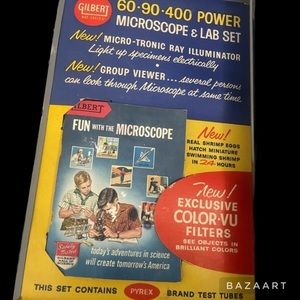 GILBERT
60-90-400 POWER
MICROSCOPE & LAB SET
New! MICRO-TRONIC RAY ILLUMINATOR
Light up specimens electrically
New! GROUP VIEWER... several persons
can look through Microscope at same time
GILBERT
FUN WITH THE MICROSCOPE
New!
REAL SHRIMP EGGS
HATCH MINIATURE
SWIMMING SHRIMP
IN 24 HOURS
New!
EXCLUSIVE
COLOR-VU
FILTERS
SEE OBJECTS IN
BRILLIANT COLORS
today's adventures in science
will create tomorrow's America
THIS SET CONTAINS PYREX BRAND TEST TUBES
BAZAART